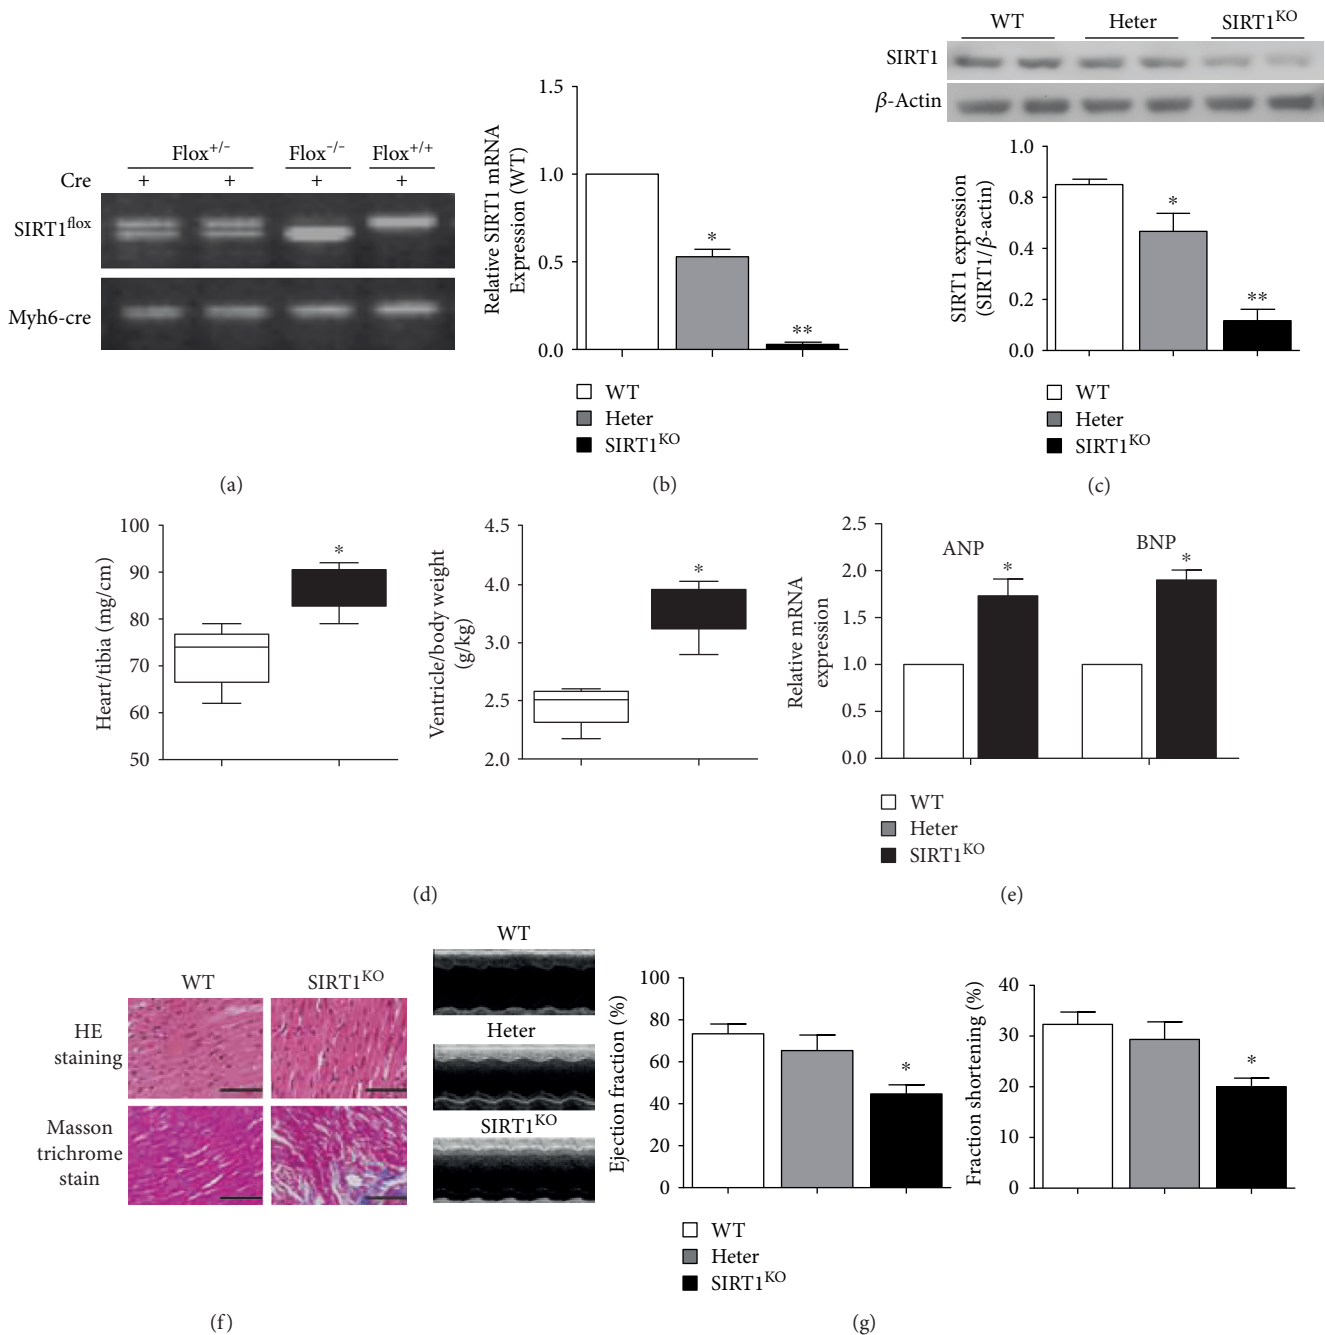 Flox+/- Flox-/- Flox+/+
Cre + + + +
SIRT1flox
Myh6-cre
(a)
Relative SIRT1 mRNA
Expression (WT)
1.5
1.0
0.5
0.0
*
**
WT
Heter
SIRT1KO
(b)
WT Heter SIRT1KO
SIRT1
β-Actin
SIRT1 expression
(SIRT1/β-actin)
0.8
0.4
0.2
0.0
*
**
WT
Heter
SIRT1KO
(c)
Heart/tibia (mg/cm)
100
90
80
70
60
50
*
Ventricle/body weight
(g/kg)
4.5
4.0
3.0
2.5
2.0
*
(d)
Relative mRNA
expression
2.5
2.0
1.5
1.0
0.5
0.0
ANP
*
BNP
*
WT
Heter
SIRT1KO
(e)
WT SIRT1KO
HE
staining
Masson
trichrome
stain
(f)
WT
Heter
SIRT1KO
Ejection fraction (%)
100
80
60
40
20
0
*
Fraction shortening (%)
40
30
20
10
0
*
WT
Heter
SIRT1KO
(g)